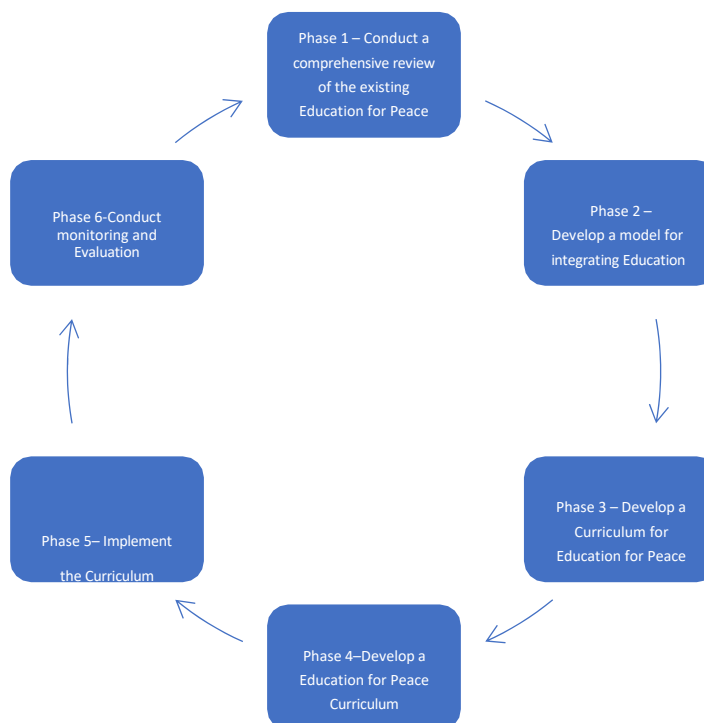 Phase 1 – Conduct a
comprehensive review
of the existing
Education for Peace
Phase 2 –
Develop a model for
integrating Education
Phase 3 – Develop a
Curriculum for
Education for Peace
Phase 4–Develop a
Education for Peace
Curriculum
Phase 5– Implement
the Curriculum
Phase 6-Conduct
monitoring and
Evaluation